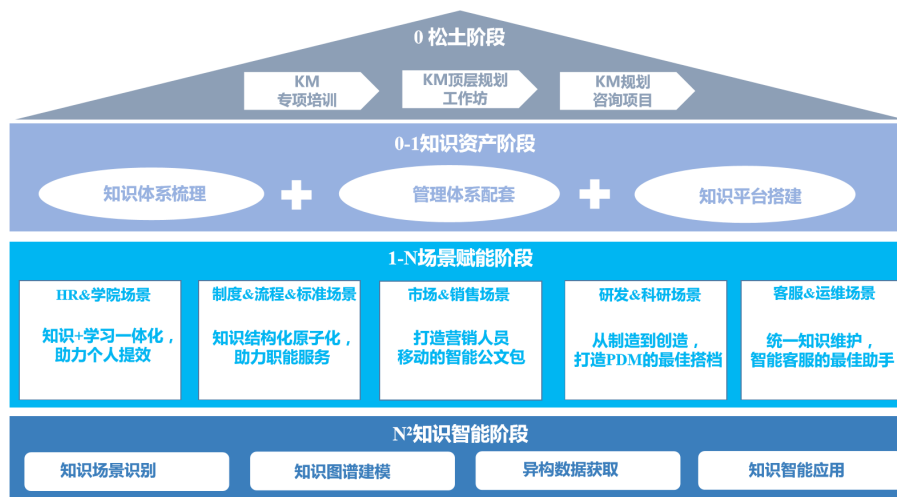 0 松土阶段
KM
专项培训
KM顶层规划
工作坊
KM规划
咨询项目
0-1知识资产阶段
知识体系梳理
管理体系配套
知识平台搭建
1-N场景赋能阶段
HR&学院场景
知识+学习一体化，
助力个人提效
制度&流程&标准场景
知识结构化原子化，
助力职能服务
市场&销售场景
打造营销人员
移动的智能公文包
研发&科研场景
从制造到创造，
打造PDM的最佳搭档
客服&运维场景
统一知识维护，
智能客服的最佳助手
N²知识智能阶段
知识场景识别
知识图谱建模
异构数据获取
知识智能应用